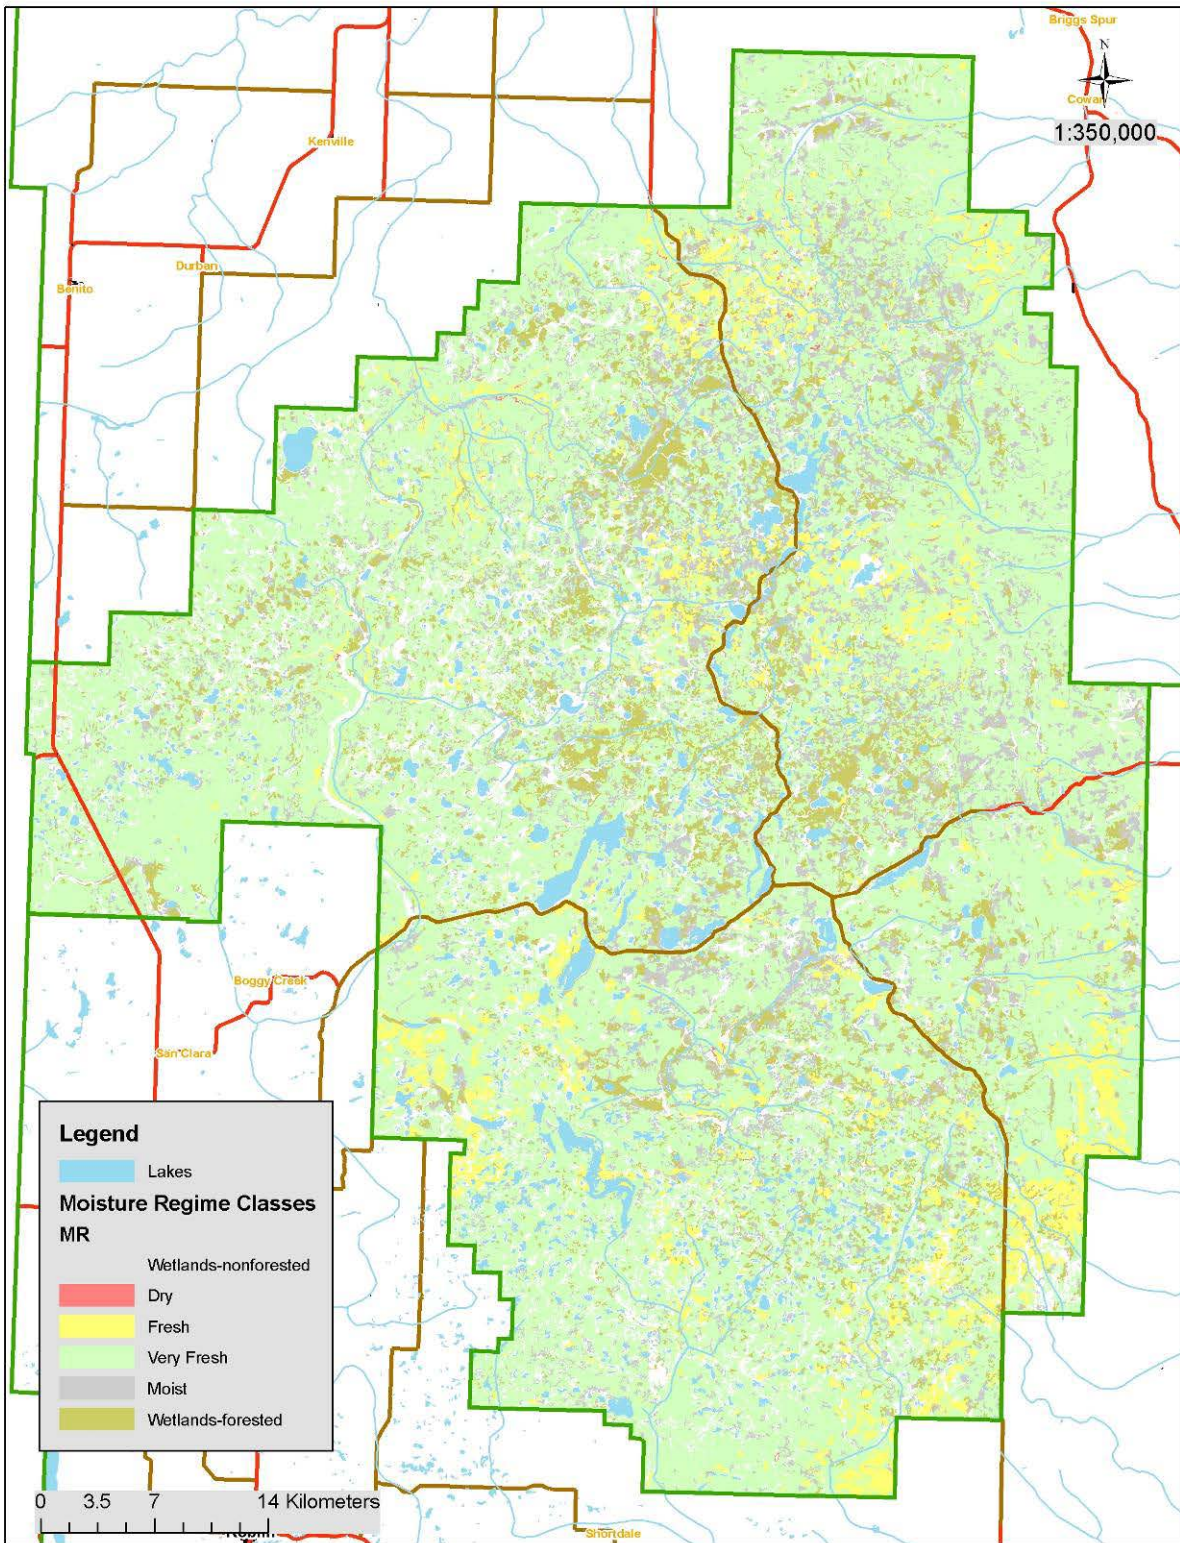 Briggs Spur
N
Cowan
1:350,000
Kenville
Durban
Benito
Boggy Creek
San Clara
Legend
Lakes
Moisture Regime Classes
MR
Wetlands-nonforested
Dry
Fresh
Very Fresh
Moist
Wetlands-forested
0 3.5 7 14 Kilometers
Roblin
Shortdale